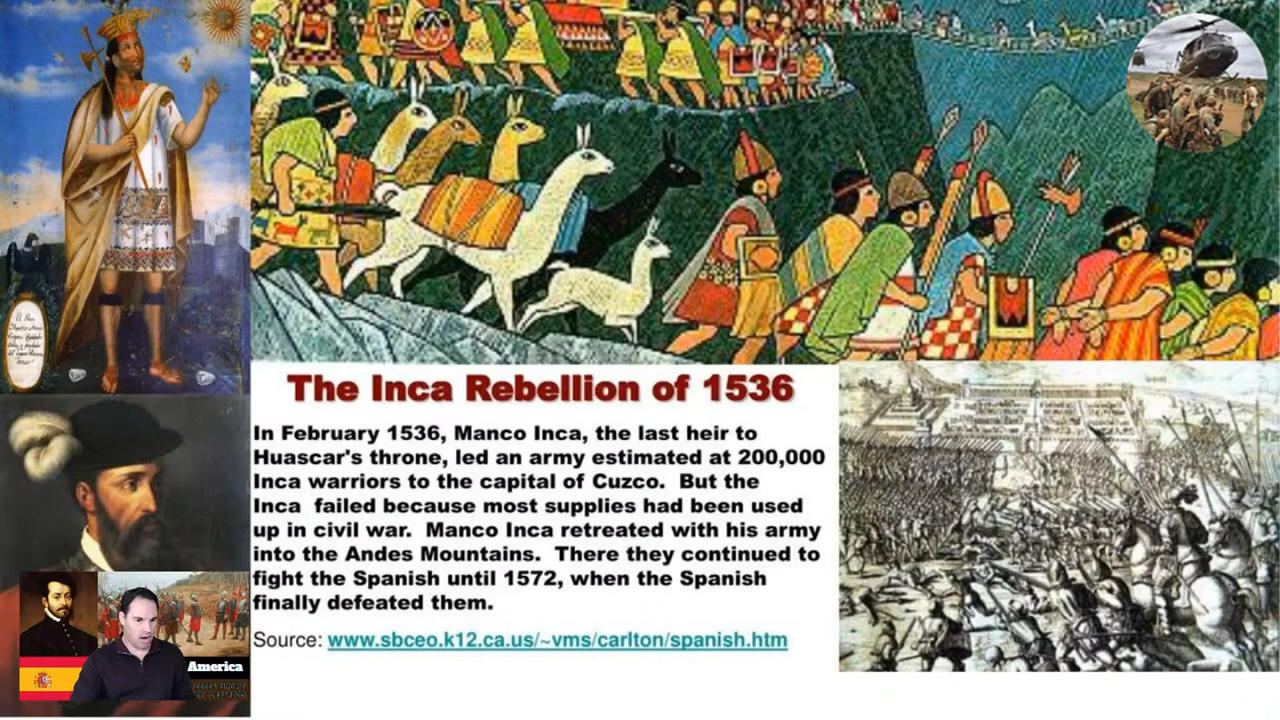 The Inca Rebellion of 1536
In February 1536, Manco Inca, the last heir to
Huascar's throne, led an army estimated at 200,000
Inca warriors to the capital of Cuzco.  But the
Inca  failed because most supplies had been used
up in civil war.  Manco Inca retreated with his army
into the Andes Mountains.  There they continued to
fight the Spanish until 1572, when the Spanish
finally defeated them.
Source: www.sbceo.k12.ca.us/~vms/carlton/spanish.htm
America